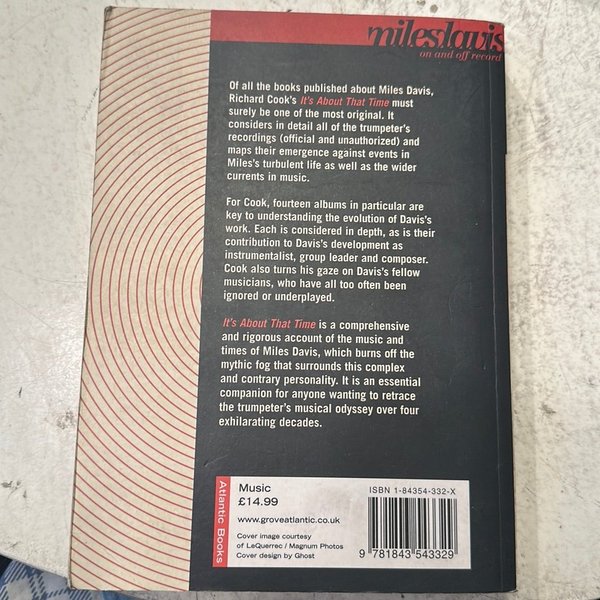 milesdavis
on and off record
Of all the books published about Miles Davis,
Richard Cook's It's About That Time must
surely be one of the most original. It
considers in detail all of the trumpeter's
recordings (official and unauthorized) and
maps their emergence against events in
Miles's turbulent life as well as the wider
currents in music.
For Cook, fourteen albums in particular are
key to understanding the evolution of Davis's
work. Each is considered in depth, as is their
contribution to Davis's development as
instrumentalist, group leader and composer.
Cook also turns his gaze on Davis's fellow
musicians, who have all too often been
ignored or underplayed.
It's About That Time is a comprehensive
and rigorous account of the music and
times of Miles Davis, which burns off the
mythic fog that surrounds this complex
and contrary personality. It is an essential
companion for anyone wanting to retrace
the trumpeter's musical odyssey over four
exhilarating decades.
Atlantic Books
Music
£14.99
www.groveatlantic.co.uk
Cover image courtesy
of LeQuerrec / Magnum Photos
Cover design by Ghost
ISBN 1-84354-332-X
9 781843 543329